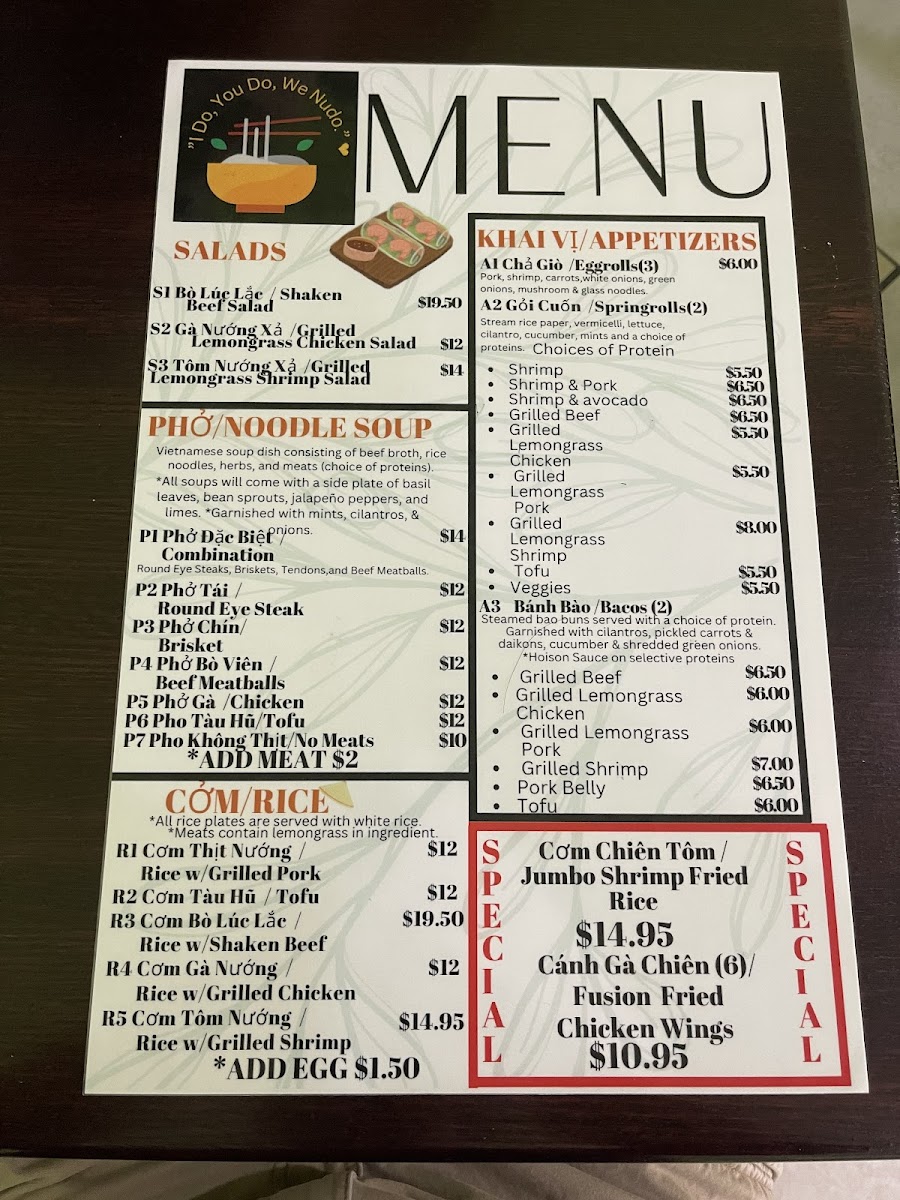 "I Do, You Do, We Nudo."
MENU
SALADS
S1 Bò Lúc Lắc / Shaken
Beef Salad $19.50
S2 Gà Nướng Xả /Grilled
Lemongrass Chicken Salad $12
S3 Tôm Nướng Xả /Grilled $14
Lemongrass Shrimp Salad
PHỞ/NOODLE SOUP
Vietnamese soup dish consisting of beef broth, rice
noodles, herbs, and meats (choice of proteins).
*All soups will come with a side plate of basil
leaves, bean sprouts, jalapeño peppers, and
limes. *Garnished with mints, cilantros, &
onions.
P1 Phở Đặc Biệt / $14
Combination
Round Eye Steaks, Briskets, Tendons,and Beef Meatballs.
P2 Phở Tái / $12
Round Eye Steak
P3 Phở Chín/ $12
Brisket
P4 Phở Bò Viên / $12
Beef Meatballs
P5 Phở Gà /Chicken $12
P6 Pho Tàu Hũ/Tofu $12
P7 Pho Không Thịt/No Meats $10
*ADD MEAT $2
CỞM/RICE
*All rice plates are served with white rice.
*Meats contain lemongrass in ingredient.
R1 Cơm Thịt Nướng / $12
Rice w/Grilled Pork
R2 Cơm Tàu Hũ / Tofu $12
R3 Cơm Bò Lúc Lắc / $19.50
Rice w/Shaken Beef
R4 Cơm Gà Nướng / $12
Rice w/Grilled Chicken
R5 Cơm Tôm Nướng / $14.95
Rice w/Grilled Shrimp
*ADD EGG $1.50
KHAI VỊ/APPETIZERS
A1 Chả Giò /Eggrolls(3) $6.00
Pork, shrimp, carrots,white onions, green
onions, mushroom & glass noodles.
A2 Gỏi Cuốn /Springrolls(2)
Stream rice paper, vermicelli, lettuce,
cilantro, cucumber, mints and a choice of
proteins. Choices of Protein
• Shrimp $5.50
• Shrimp & Pork $6.50
• Shrimp & avocado $6.50
• Grilled Beef $6.50
• Grilled $5.50
Lemongrass
Chicken
• Grilled $5.50
Lemongrass
Pork
• Grilled $8.00
Lemongrass
Shrimp
• Tofu $5.50
• Veggies $5.50
A3 Bánh Bào /Bacos (2)
Steamed bao buns served with a choice of protein.
Garnished with cilantros, pickled carrots &
daikons, cucumber & shredded green onions.
*Hoison Sauce on selective proteins
• Grilled Beef $6.50
• Grilled Lemongrass $6.00
Chicken
• Grilled Lemongrass $6.00
Pork
• Grilled Shrimp $7.00
• Pork Belly $6.50
• Tofu $6.00
SPECIAL
Cơm Chiên Tôm /
Jumbo Shrimp Fried
Rice
$14.95
Cánh Gà Chiên (6)/
Fusion Fried
Chicken Wings
$10.95
SPECIAL